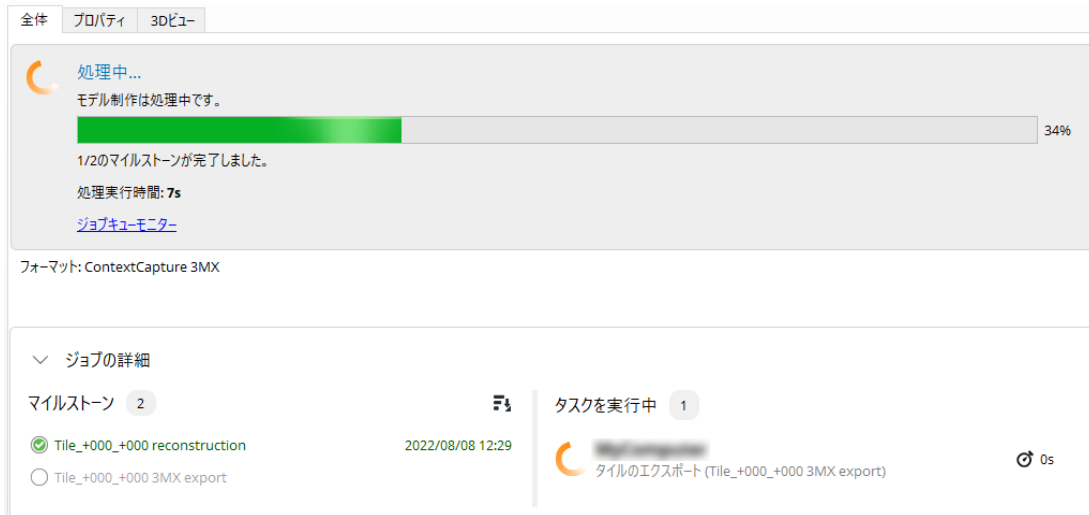 全体 プロパティ 3Dビュー
処理中...
モデル制作は処理中です。
34%
1/2のマイルストーンが完了しました。
処理実行時間: 7s
ジョブキューモニター
フォーマット: ContextCapture 3MX
ジョブの詳細
マイルストーン 2
Tile_+000_+000 reconstruction 2022/08/08 12:29
Tile_+000_+000 3MX export
タスクを実行中 1
タイルのエクスポート (Tile_+000_+000 3MX export) 0s